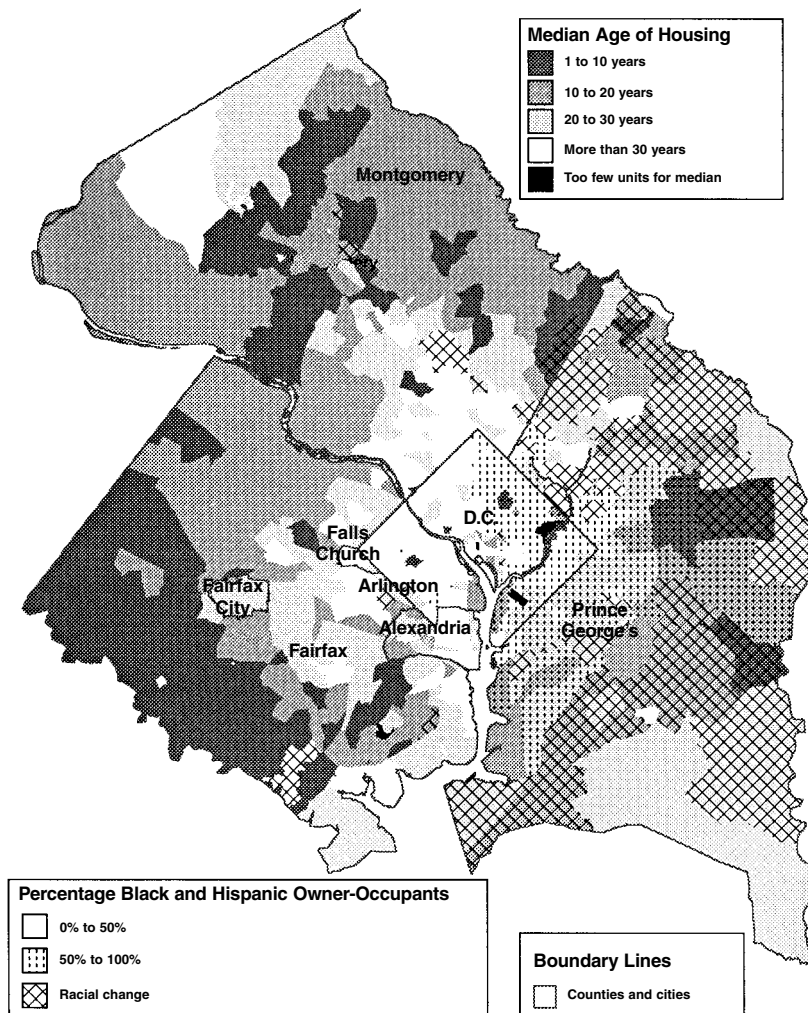 Median Age of Housing
1 to 10 years
10 to 20 years
20 to 30 years
More than 30 years
Too few units for median
Montgomery
D.C.
Falls
Church
Fairfax
City
Arlington
Alexandria
Prince
George's
Fairfax
Percentage Black and Hispanic Owner-Occupants
0% to 50%
50% to 100%
Racial change
Boundary Lines
Counties and cities